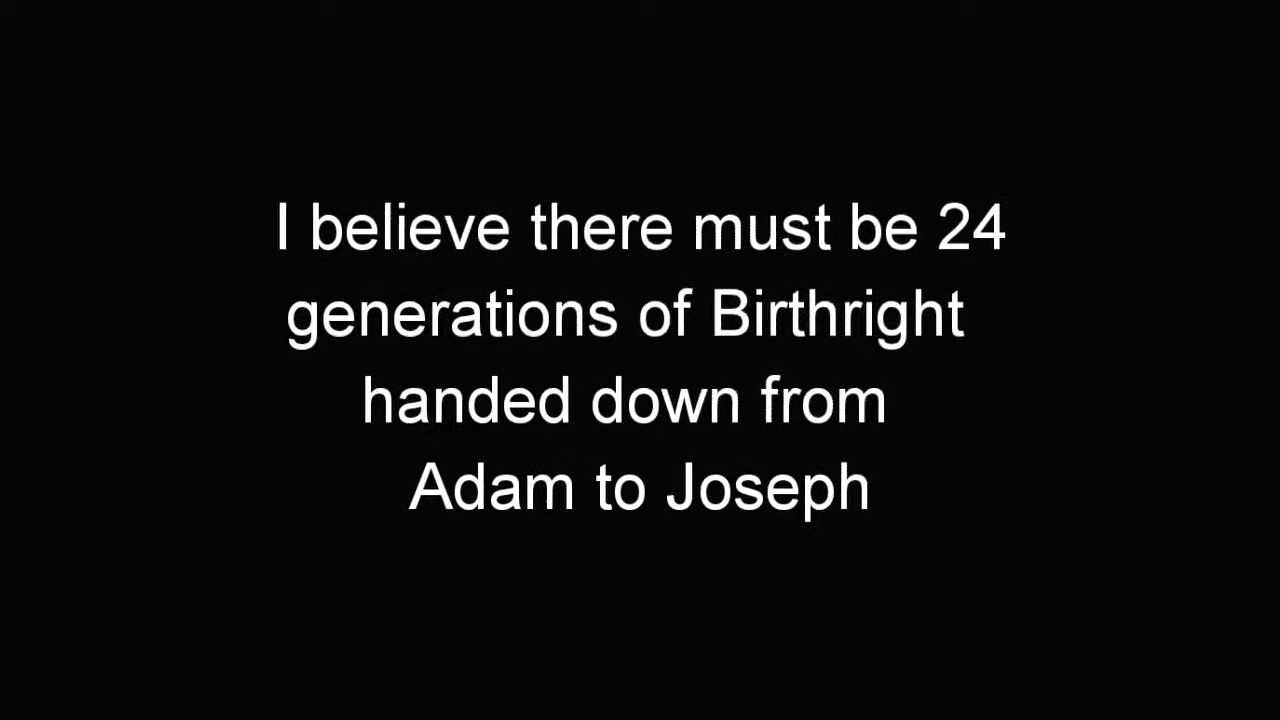 I believe there must be 24
generations of Birthright
handed down from
Adam to Joseph